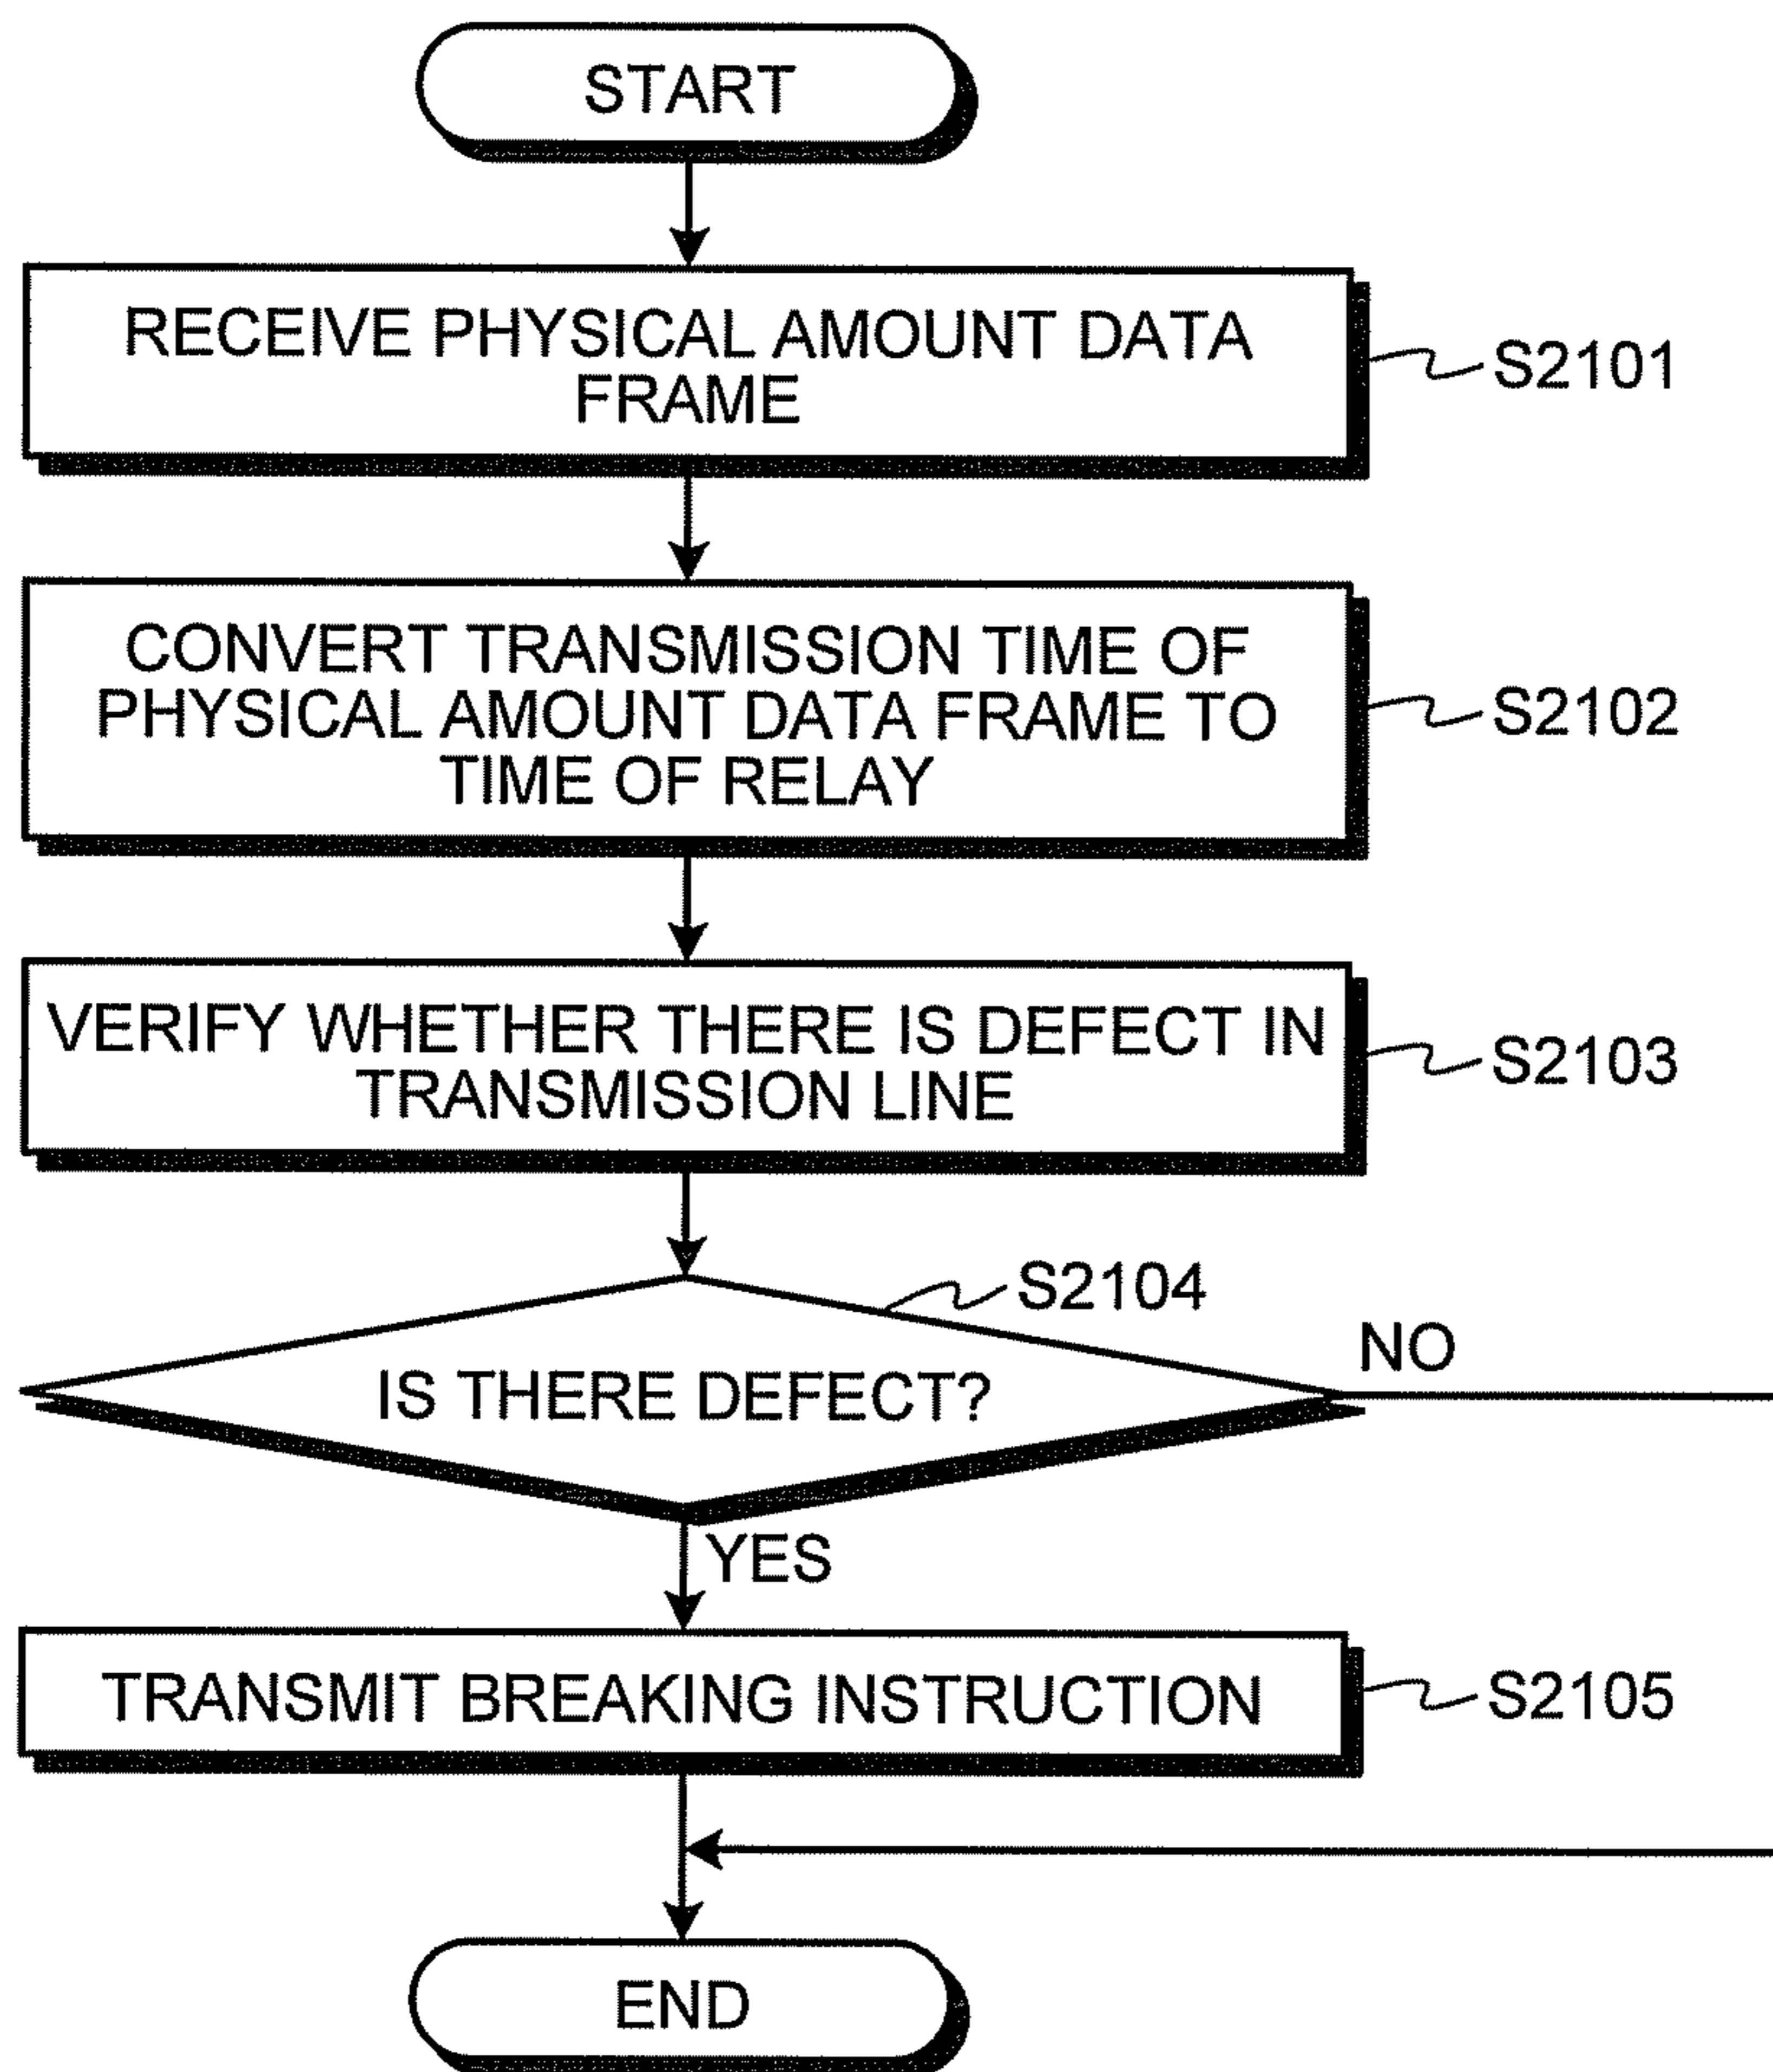 START
RECEIVE PHYSICAL AMOUNT DATA
FRAME
S2101
CONVERT TRANSMISSION TIME OF
PHYSICAL AMOUNT DATA FRAME TO
TIME OF RELAY
S2102
VERIFY WHETHER THERE IS DEFECT IN
TRANSMISSION LINE
S2103
S2104
IS THERE DEFECT?
NO
YES
TRANSMIT BREAKING INSTRUCTION
S2105
END